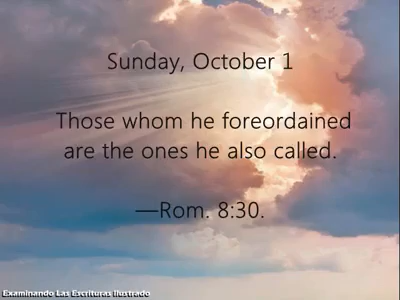 Sunday, October 1
Those whom he foreordained
are the ones he also called.
—Rom. 8:30.
Examinando Las Escrituras Ilustrado